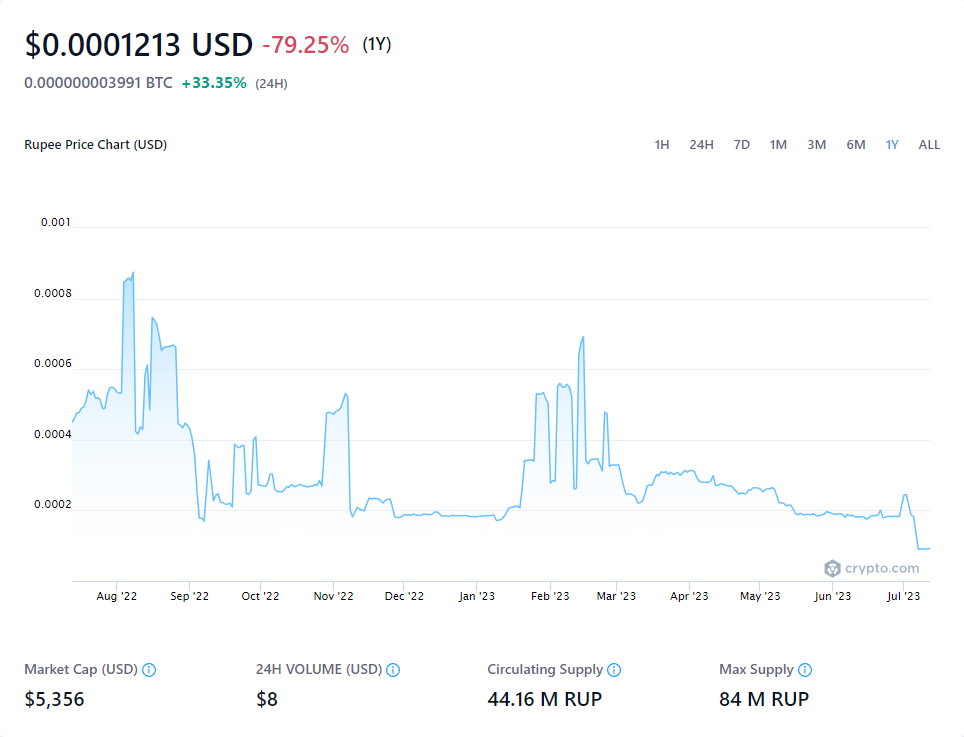 $0.0001213 USD -79.25% (1Y)
0.000000003991 BTC +33.35% (24H)
Rupee Price Chart (USD) 1H 24H 7D 1M 3M 6M 1Y ALL
0.001
0.0008
0.0006
0.0004
0.0002
crypto.com
Aug '22 Sep '22 Oct '22 Nov '22 Dec '22 Jan '23 Feb '23 Mar '23 Apr '23 May '23 Jun '23 Jul '23
Market Cap (USD) 24H VOLUME (USD) Circulating Supply Max Supply
$5,356 $8 44.16 M RUP 84 M RUP